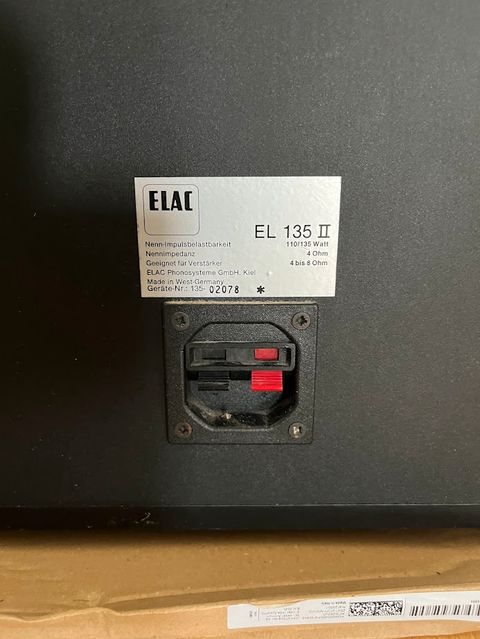 ELAC
EL 135 II
Nenn-Impulsbelastbarkeit 110/135 Watt
Nennimpedanz 4 Ohm
Geeignet für Verstärker 4 bis 8 Ohm
ELAC Phonosysteme GmbH, Kiel
Made in West-Germany
Geräte-Nr.: 135- 02078 *